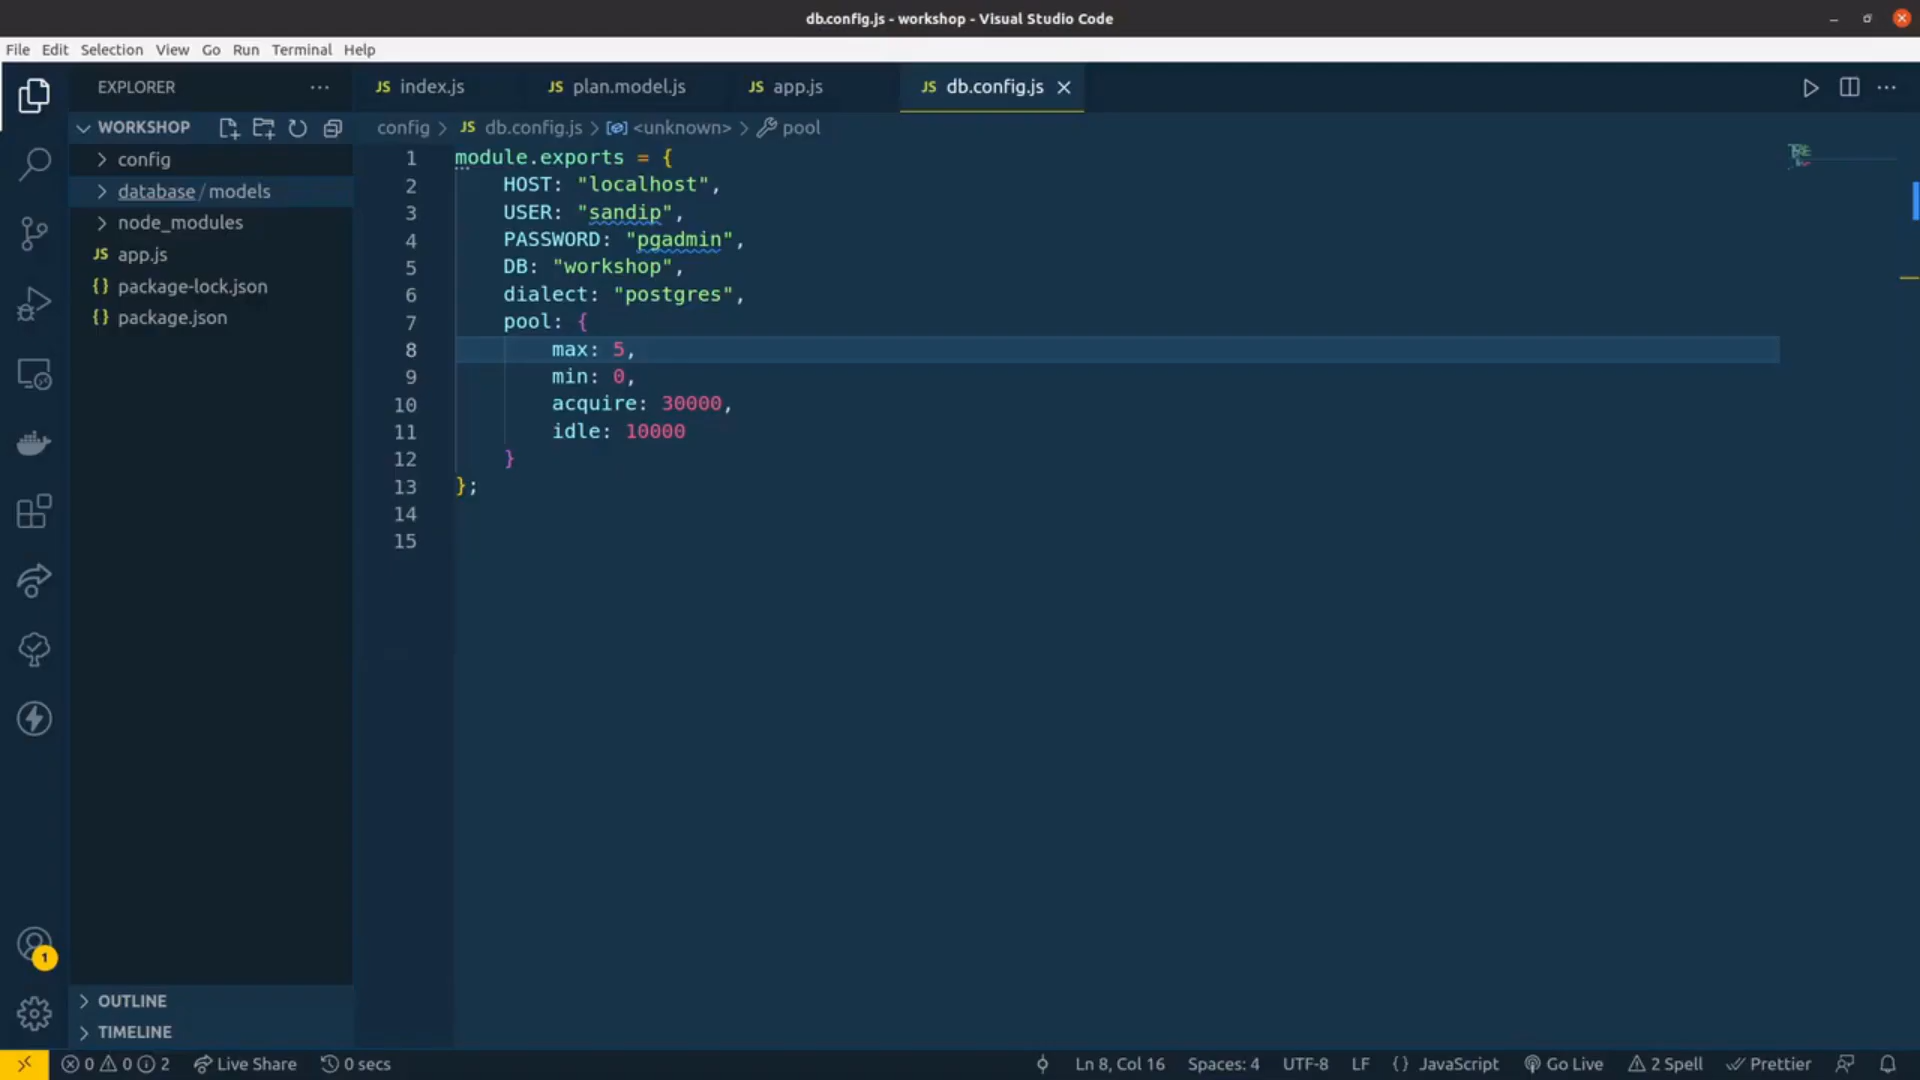 db.config.js - workshop - Visual Studio Code
File Edit Selection View Go Run Terminal Help
EXPLORER
JS index.js
JS plan.model.js
JS app.js
JS db.config.js
WORKSHOP
config > JS db.config.js > <unknown> > pool
config
database/models
node_modules
JS app.js
{} package-lock.json
{} package.json
1 module.exports = {
2 HOST: "localhost",
3 USER: "sandip",
4 PASSWORD: "pgadmin",
5 DB: "workshop",
6 dialect: "postgres",
7 pool: {
8 max: 5,
9 min: 0,
10 acquire: 30000,
11 idle: 10000
12 }
13 };
14
15
1
OUTLINE
TIMELINE
0 0 2 Live Share 0 secs Ln 8, Col 16 Spaces: 4 UTF-8 LF {} JavaScript Go Live 2 Spell Prettier